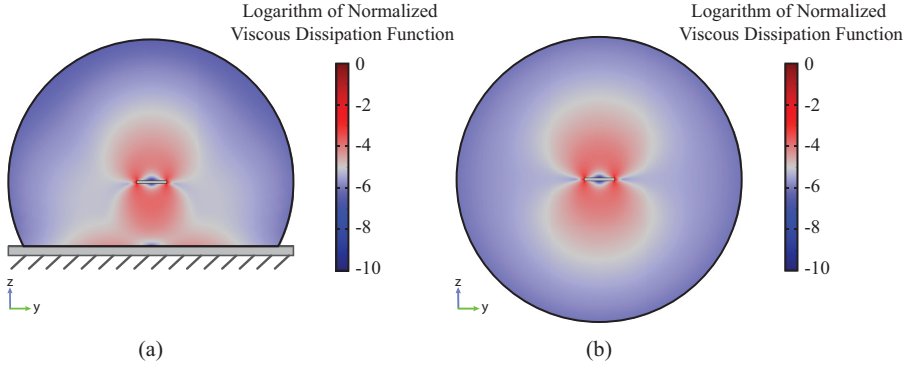 Logarithm of Normalized
Viscous Dissipation Function
0
-2
-4
-6
-8
-10
z
y
(a)
Logarithm of Normalized
Viscous Dissipation Function
0
-2
-4
-6
-8
-10
z
y
(b)